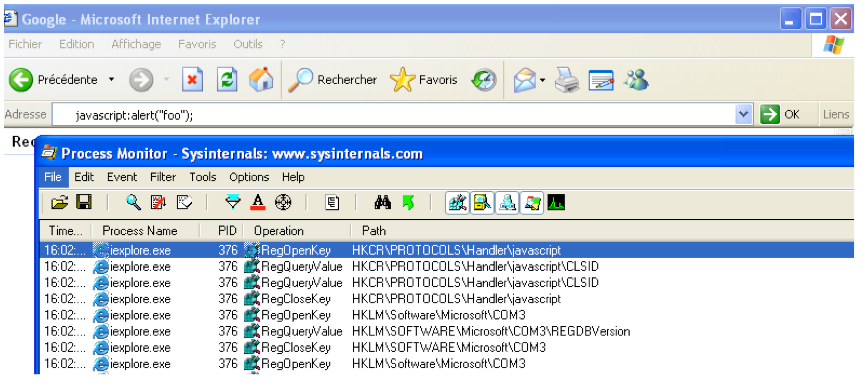 Google - Microsoft Internet Explorer
Fichier Edition Affichage Favoris Outils ?
Précédente Rechercher Favoris
Adresse javascript:alert("foo"); OK Liens
Process Monitor - Sysinternals: www.sysinternals.com
File Edit Event Filter Tools Options Help
Time... Process Name PID Operation Path
16:02:... iexplore.exe 376 RegOpenKey HKCR\PROTOCOLS\Handler\javascript
16:02:... iexplore.exe 376 RegQueryValue HKCR\PROTOCOLS\Handler\javascript\CLSID
16:02:... iexplore.exe 376 RegQueryValue HKCR\PROTOCOLS\Handler\javascript\CLSID
16:02:... iexplore.exe 376 RegCloseKey HKCR\PROTOCOLS\Handler\javascript
16:02:... iexplore.exe 376 RegOpenKey HKLM\Software\Microsoft\COM3
16:02:... iexplore.exe 376 RegQueryValue HKLM\SOFTWARE\Microsoft\COM3\REGDBVersion
16:02:... iexplore.exe 376 RegCloseKey HKLM\SOFTWARE\Microsoft\COM3
16:02:... iexplore.exe 376 RegOpenKey HKLM\Software\Microsoft\COM3